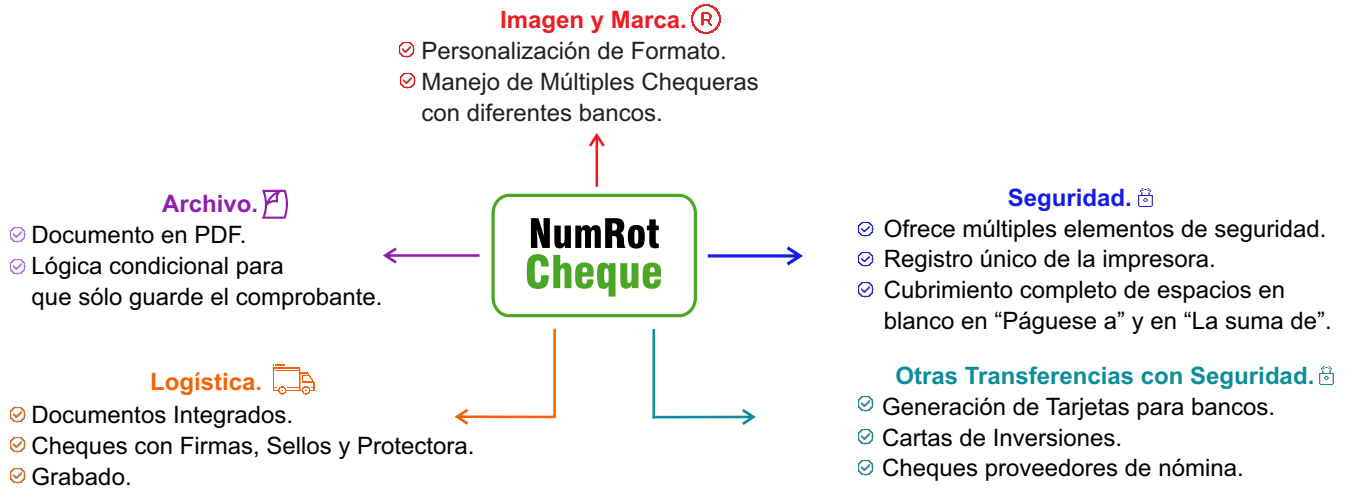 Imagen y Marca. ®
Personalización de Formato.
Manejo de Múltiples Chequeras
con diferentes bancos.
Archivo.
Documento en PDF.
Lógica condicional para
que sólo guarde el comprobante.
NumRot
Cheque
Seguridad.
Ofrece múltiples elementos de seguridad.
Registro único de la impresora.
Cubrimiento completo de espacios en
blanco en “Páguese a” y en “La suma de”.
Logística.
Documentos Integrados.
Cheques con Firmas, Sellos y Protectora.
Grabado.
Otras Transferencias con Seguridad.
Generación de Tarjetas para bancos.
Cartas de Inversiones.
Cheques proveedores de nómina.